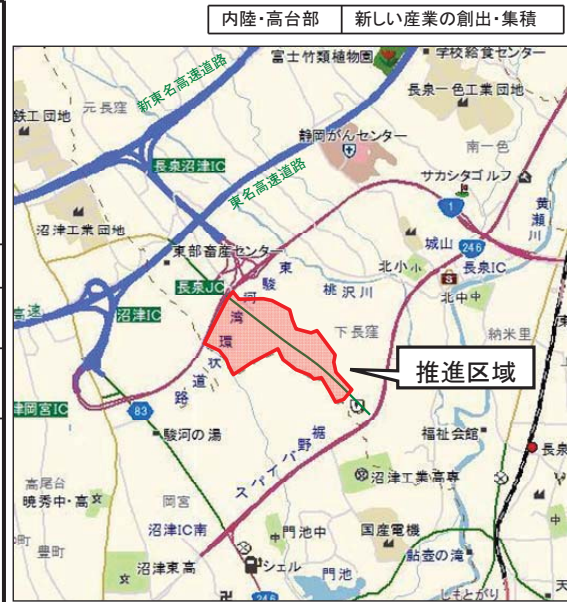 内陸・高台部 新しい産業の創出・集積
富士竹類植物園
学校給食センター
元長窪
新東名高速道路
長泉一色工業団地
鉄工団地
静岡がんセンター
南一色
長泉沼津IC
東名高速道路
サカシタゴルフ
1
黄瀬川
沼津工業団地
城山
246
東部畜産センター
北小
長泉IC
長泉JC
桃沢川
北中
東駿河湾環状道路
高速
沼津IC
下長窪
納米里
推進区域
津岡宮IC
83
駿河の湯
福祉会館
裾野バイパス
長泉
高尾台
沼津工業高専
暁秀中・高
岡宮
沼津IC南
門池中
国産電機
中
町
豊町
鮎壺の滝
沼津東高
シェル
門池
246
しもとがり
天